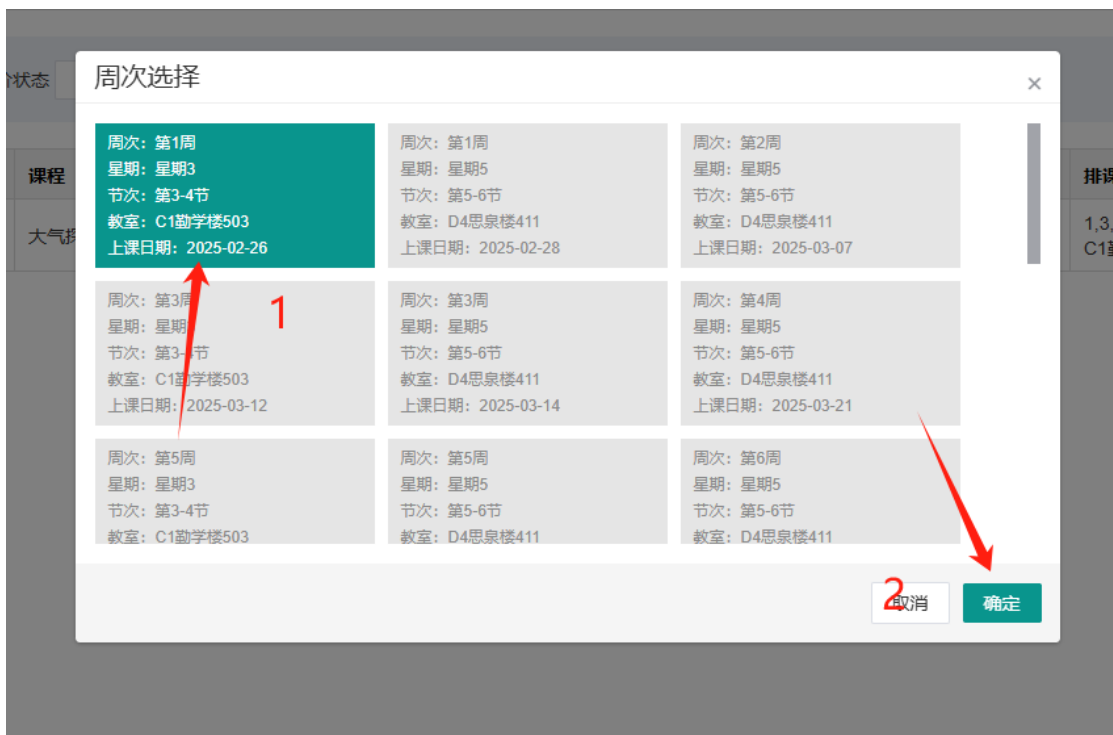 周次选择
×
状态
课程
大气探
排课
1,3,
C1勤
周次：第1周
星期：星期3
节次：第3-4节
教室：C1勤学楼503
上课日期：2025-02-26
周次：第1周
星期：星期5
节次：第5-6节
教室：D4思泉楼411
上课日期：2025-02-28
周次：第2周
星期：星期5
节次：第5-6节
教室：D4思泉楼411
上课日期：2025-03-07
周次：第3周
星期：星期
节次：第3-节
教室：C1勤学楼503
上课日期：2025-03-12
1
周次：第3周
星期：星期5
节次：第5-6节
教室：D4思泉楼411
上课日期：2025-03-14
周次：第4周
星期：星期5
节次：第5-6节
教室：D4思泉楼411
上课日期：2025-03-21
周次：第5周
星期：星期3
节次：第3-4节
教室：C1勤学楼503
周次：第5周
星期：星期5
节次：第5-6节
教室：D4思泉楼411
周次：第6周
星期：星期5
节次：第5-6节
教室：D4思泉楼411
2
取消
确定